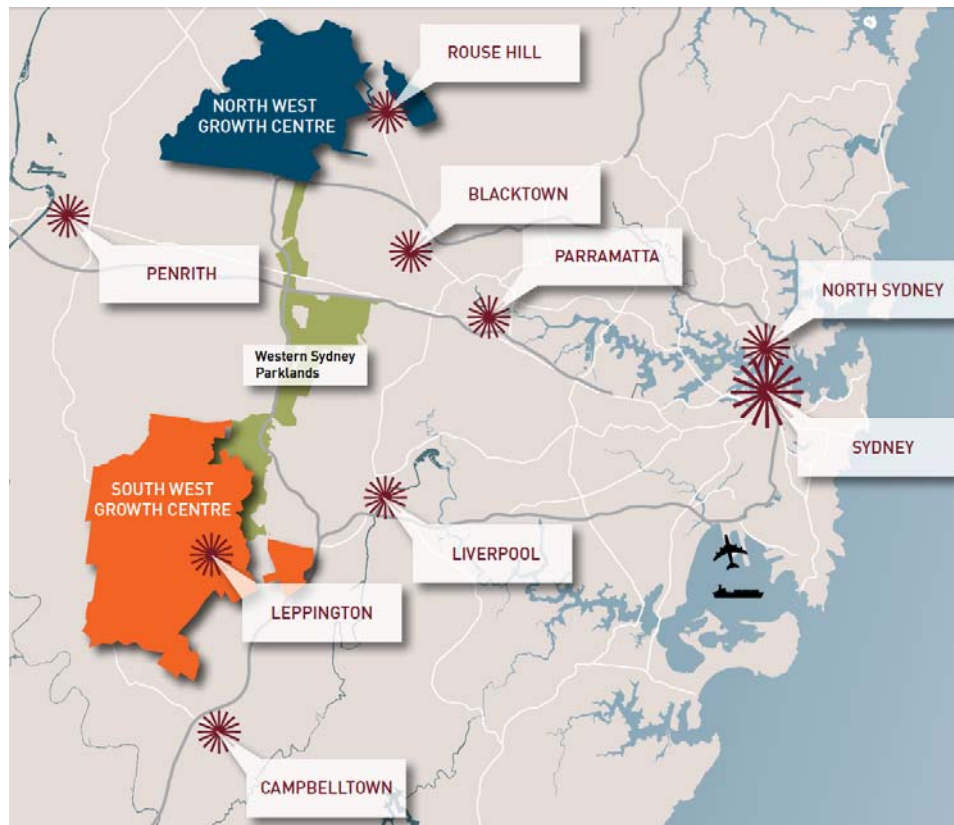 ROUSE HILL
NORTH WEST
GROWTH CENTRE
BLACKTOWN
PENRITH
PARRAMATTA
NORTH SYDNEY
Western Sydney
Parklands
SYDNEY
SOUTH WEST
GROWTH CENTRE
LIVERPOOL
LEPPINGTON
CAMPBELLTOWN